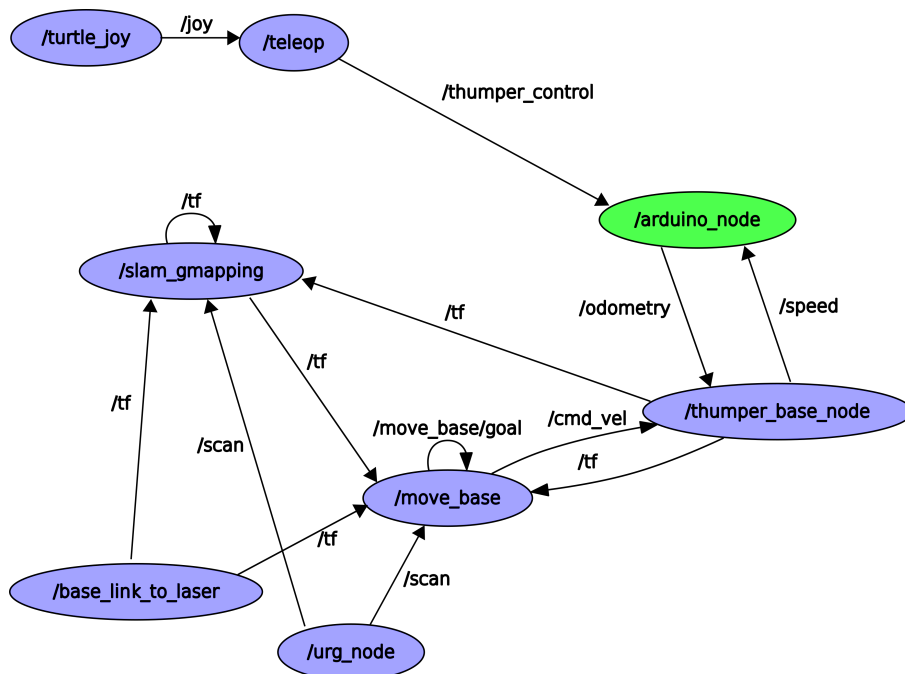 /joy
/turtle_joy
/teleop
/thumper_control
/tf
/arduino_node
/slam_gmapping
/odometry
/speed
/tf
/tf
/tf
/thumper_base_node
/move_base/goal
/cmd_vel
/scan
/tf
/move_base
/tf
/scan
/base_link_to_laser
/urg_node